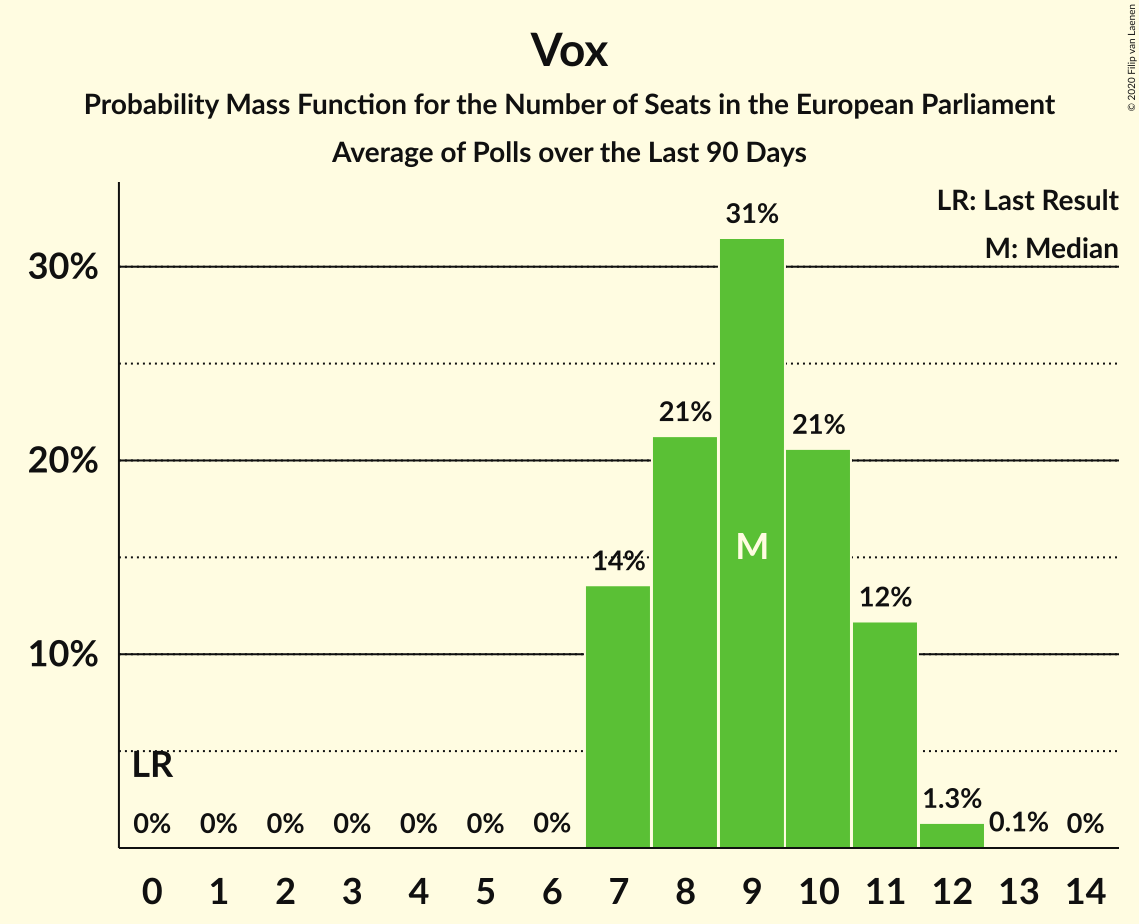 Vox
Probability Mass Function for the Number of Seats in the European Parliament
Average of Polls over the Last 90 Days
© 2020 Filip van Laenen
LR: Last Result
M: Median
31%
30%
21%
21%
20%
M
14%
12%
10%
LR
1.3%
0% 0% 0% 0% 0% 0% 0% 0.1% 0%
0 1 2 3 4 5 6 7 8 9 10 11 12 13 14